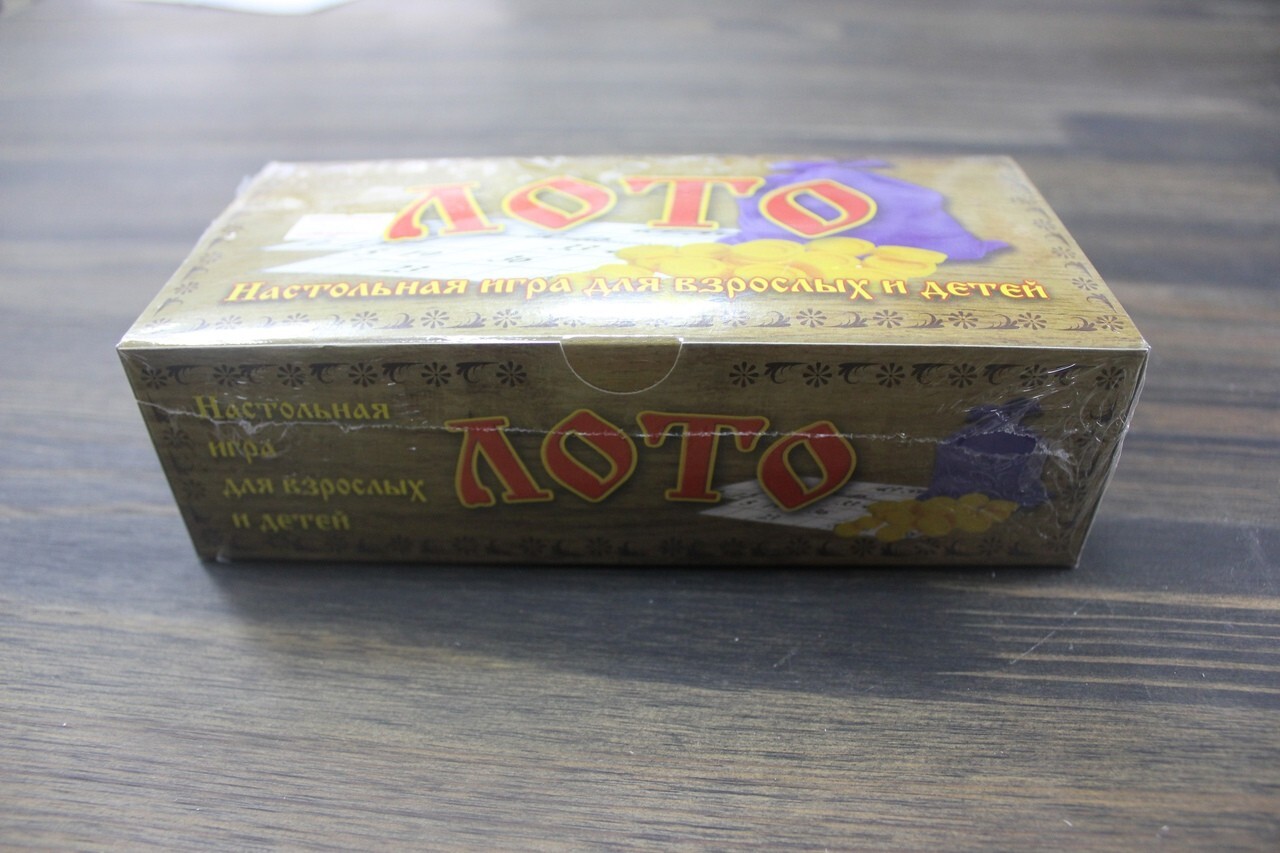 ЛОТО
Настольная игра для взрослых и детей
Настольная
игра
для взрослых
и детей
ЛОТО